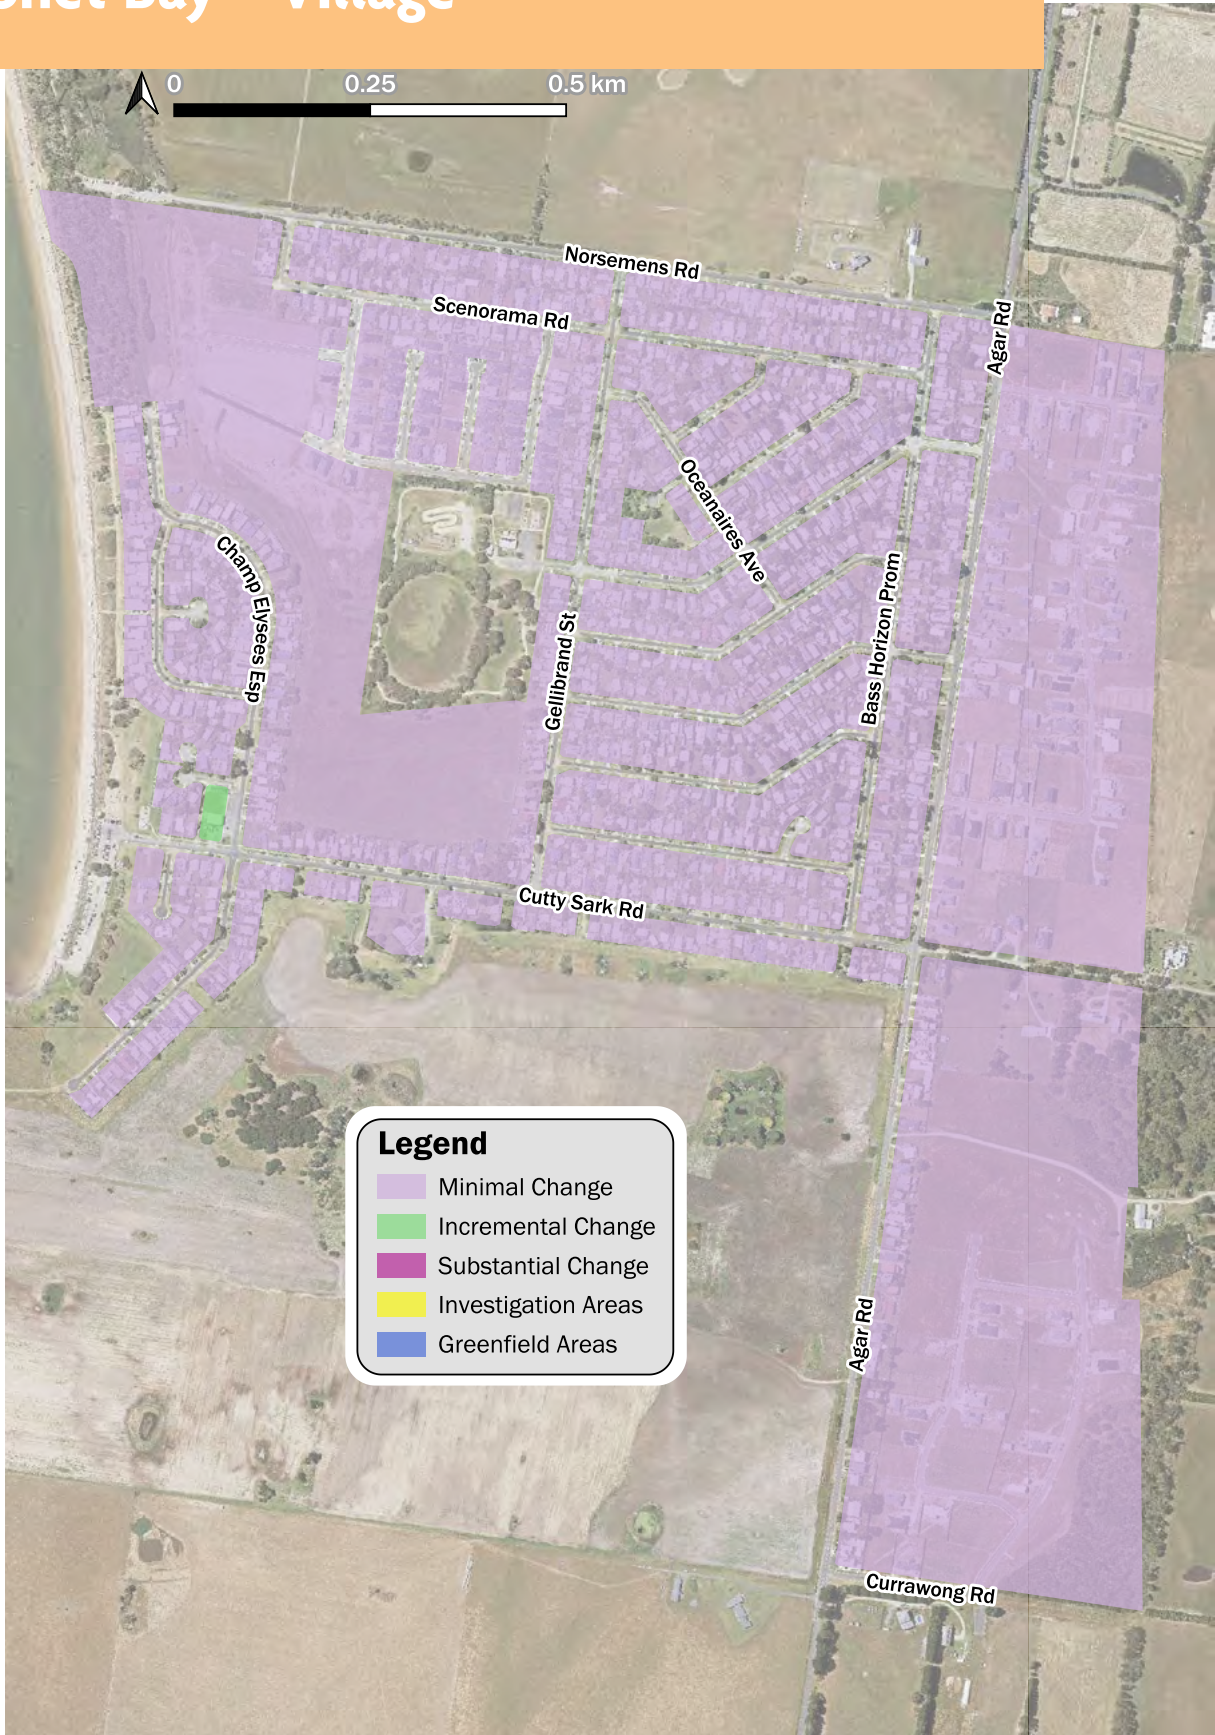 Bay - Village
0 0.25 0.5 km
Norsemens Rd
Scenorama Rd
Agar Rd
Oceanaires Ave
Champ Elysees Esp
Bass Horizon Prom
Gellibrand St
Cutty Sark Rd
Legend
Minimal Change
Incremental Change
Substantial Change
Investigation Areas
Greenfield Areas
Agar Rd
Currawong Rd